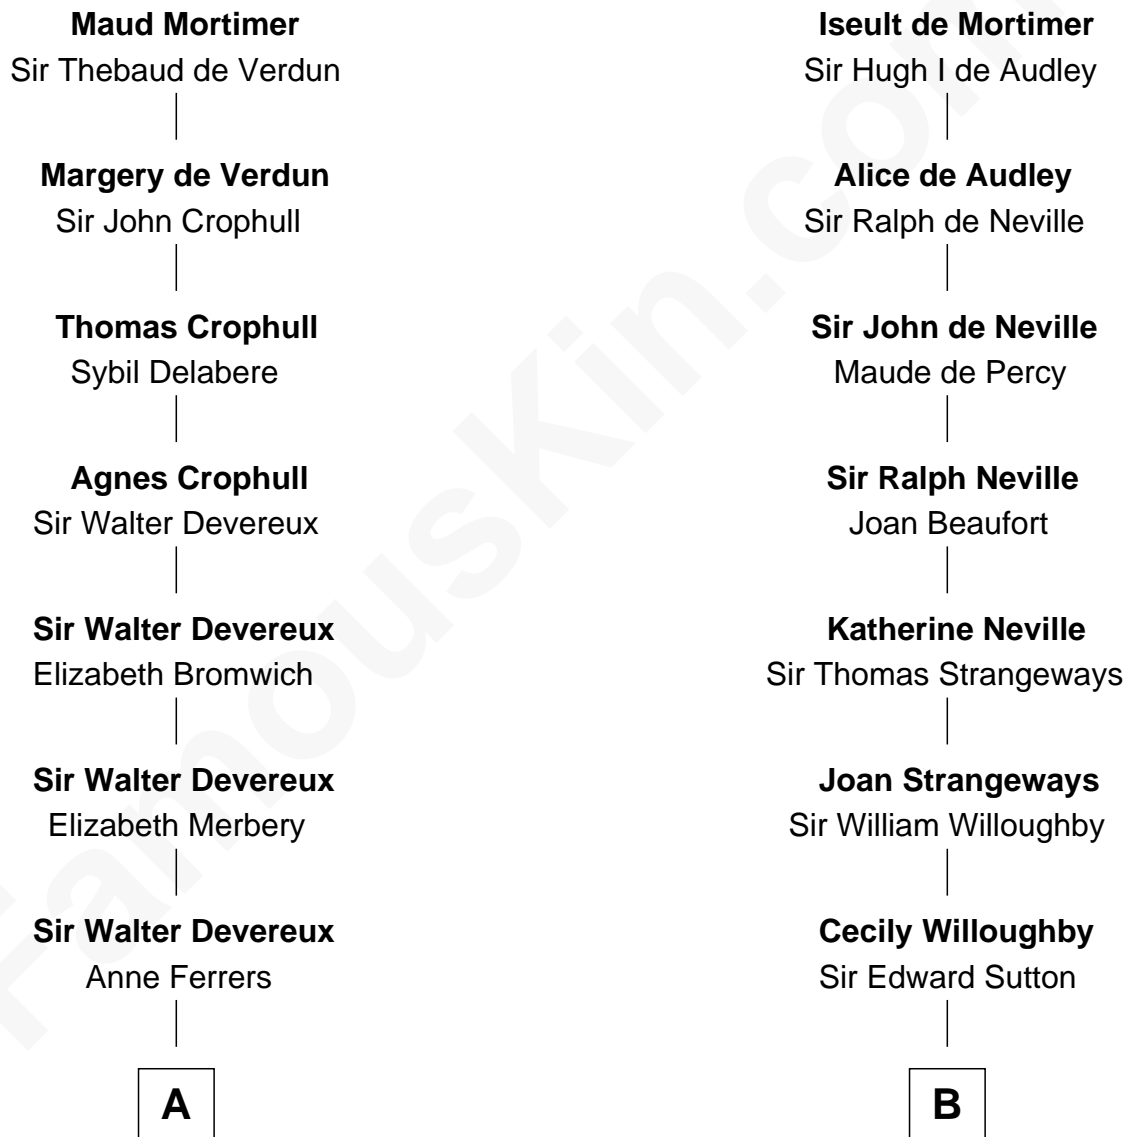 Maud Mortimer
Sir Thebaud de Verdun
Margery de Verdun
Sir John Crophull
Thomas Crophull
Sybil Delabere
Agnes Crophull
Sir Walter Devereux
Sir Walter Devereux
Elizabeth Bromwich
Sir Walter Devereux
Elizabeth Merbery
Sir Walter Devereux
Anne Ferrers
A
Iseult de Mortimer
Sir Hugh I de Audley
Alice de Audley
Sir Ralph de Neville
Sir John de Neville
Maude de Percy
Sir Ralph Neville
Joan Beaufort
Katherine Neville
Sir Thomas Strangeways
Joan Strangeways
Sir William Willoughby
Cecily Willoughby
Sir Edward Sutton
B
FamousKin.com